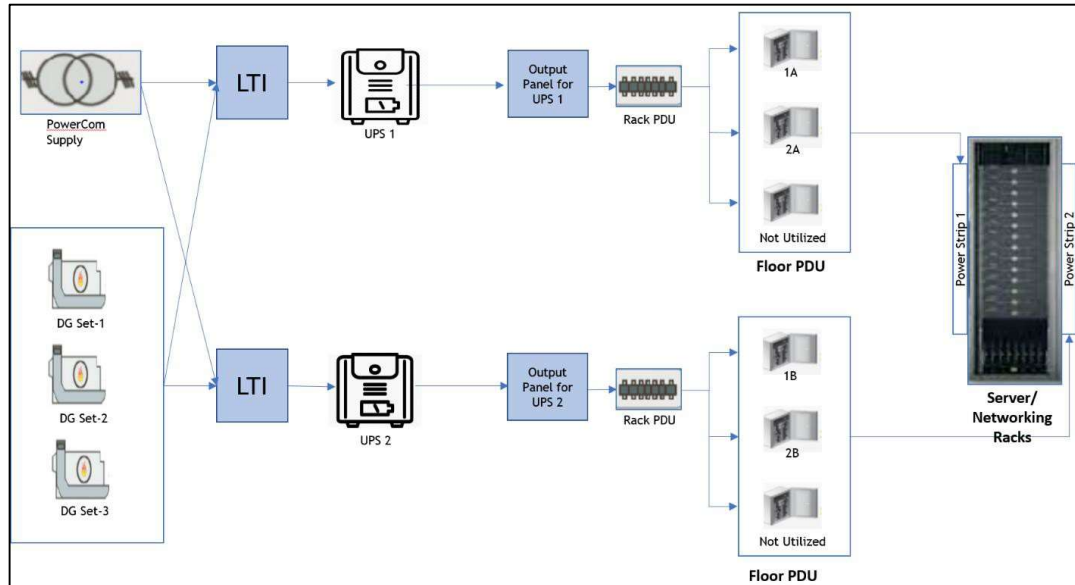 PowerCom
Supply
LTI
UPS 1
Output
Panel for
UPS 1
Rack PDU
1A
2A
Not Utilized
Floor PDU
DG Set-1
DG Set-2
DG Set-3
LTI
UPS 2
Output
Panel for
UPS 2
Rack PDU
1B
2B
Not Utilized
Floor PDU
Power Strip 1
Power Strip 2
Server/
Networking
Racks